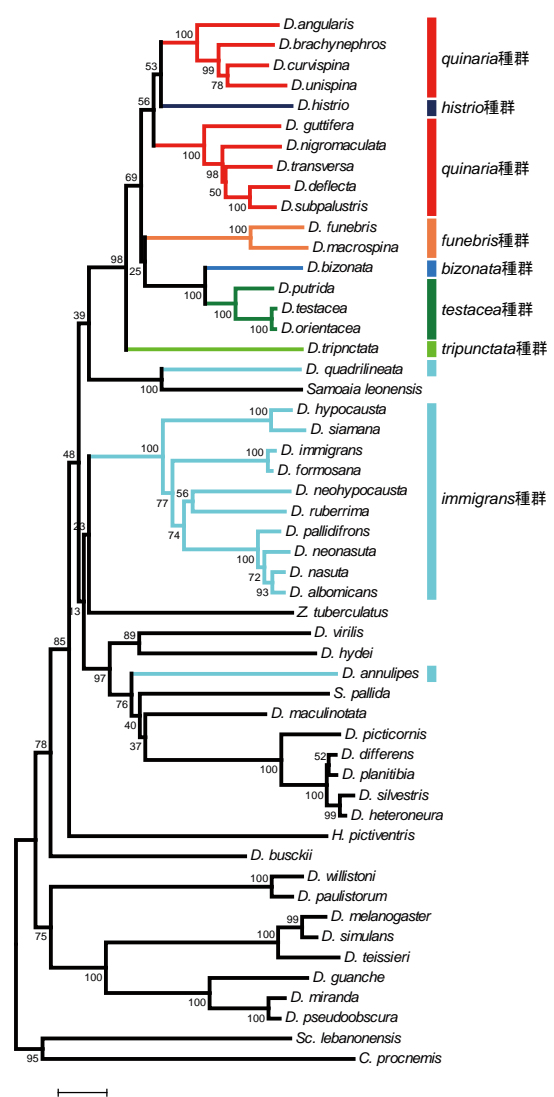 D.angularis
100
D.brachynephros
99
D.curvispina
78
D.unispina
quinaria種群
53
D.histrio
histrio種群
56
D. guttifera
100
D.nigromaculata
98
D.transversa
50
D.deflecta
100
D.subpalustris
quinaria種群
69
D. funebris
100
D.macrospina
funebris種群
25
D.bizonata
bizonata種群
100
D.putrida
100
D.testacea
100
D.orientacea
testacea種群
98
D.tripnctata
tripunctata種群
39
D. quadrilineata
100
Samoaia leonensis
D. hypocausta
100
D. siamana
100
D. immigrans
100
D. formosana
77
D. neohypocausta
56
D. ruberrima
74
D. pallidifrons
100
D. neonasuta
72
D. nasuta
93
D. albomicans
immigrans種群
48
23
Z. tuberculatus
13
D. virilis
89
D. hydei
97
D. annulipes
76
S. pallida
40
D. maculinotata
37
D. picticornis
100
D. differens
52
D. planitibia
100
D. silvestris
99
D. heteroneura
85
H. pictiventris
78
D. busckii
D. willistoni
100
D. paulistorum
75
D. melanogaster
99
D. simulans
100
D. teissieri
100
D. guanche
100
D. miranda
100
D. pseudoobscura
Sc. lebanonensis
95
C. procnemis